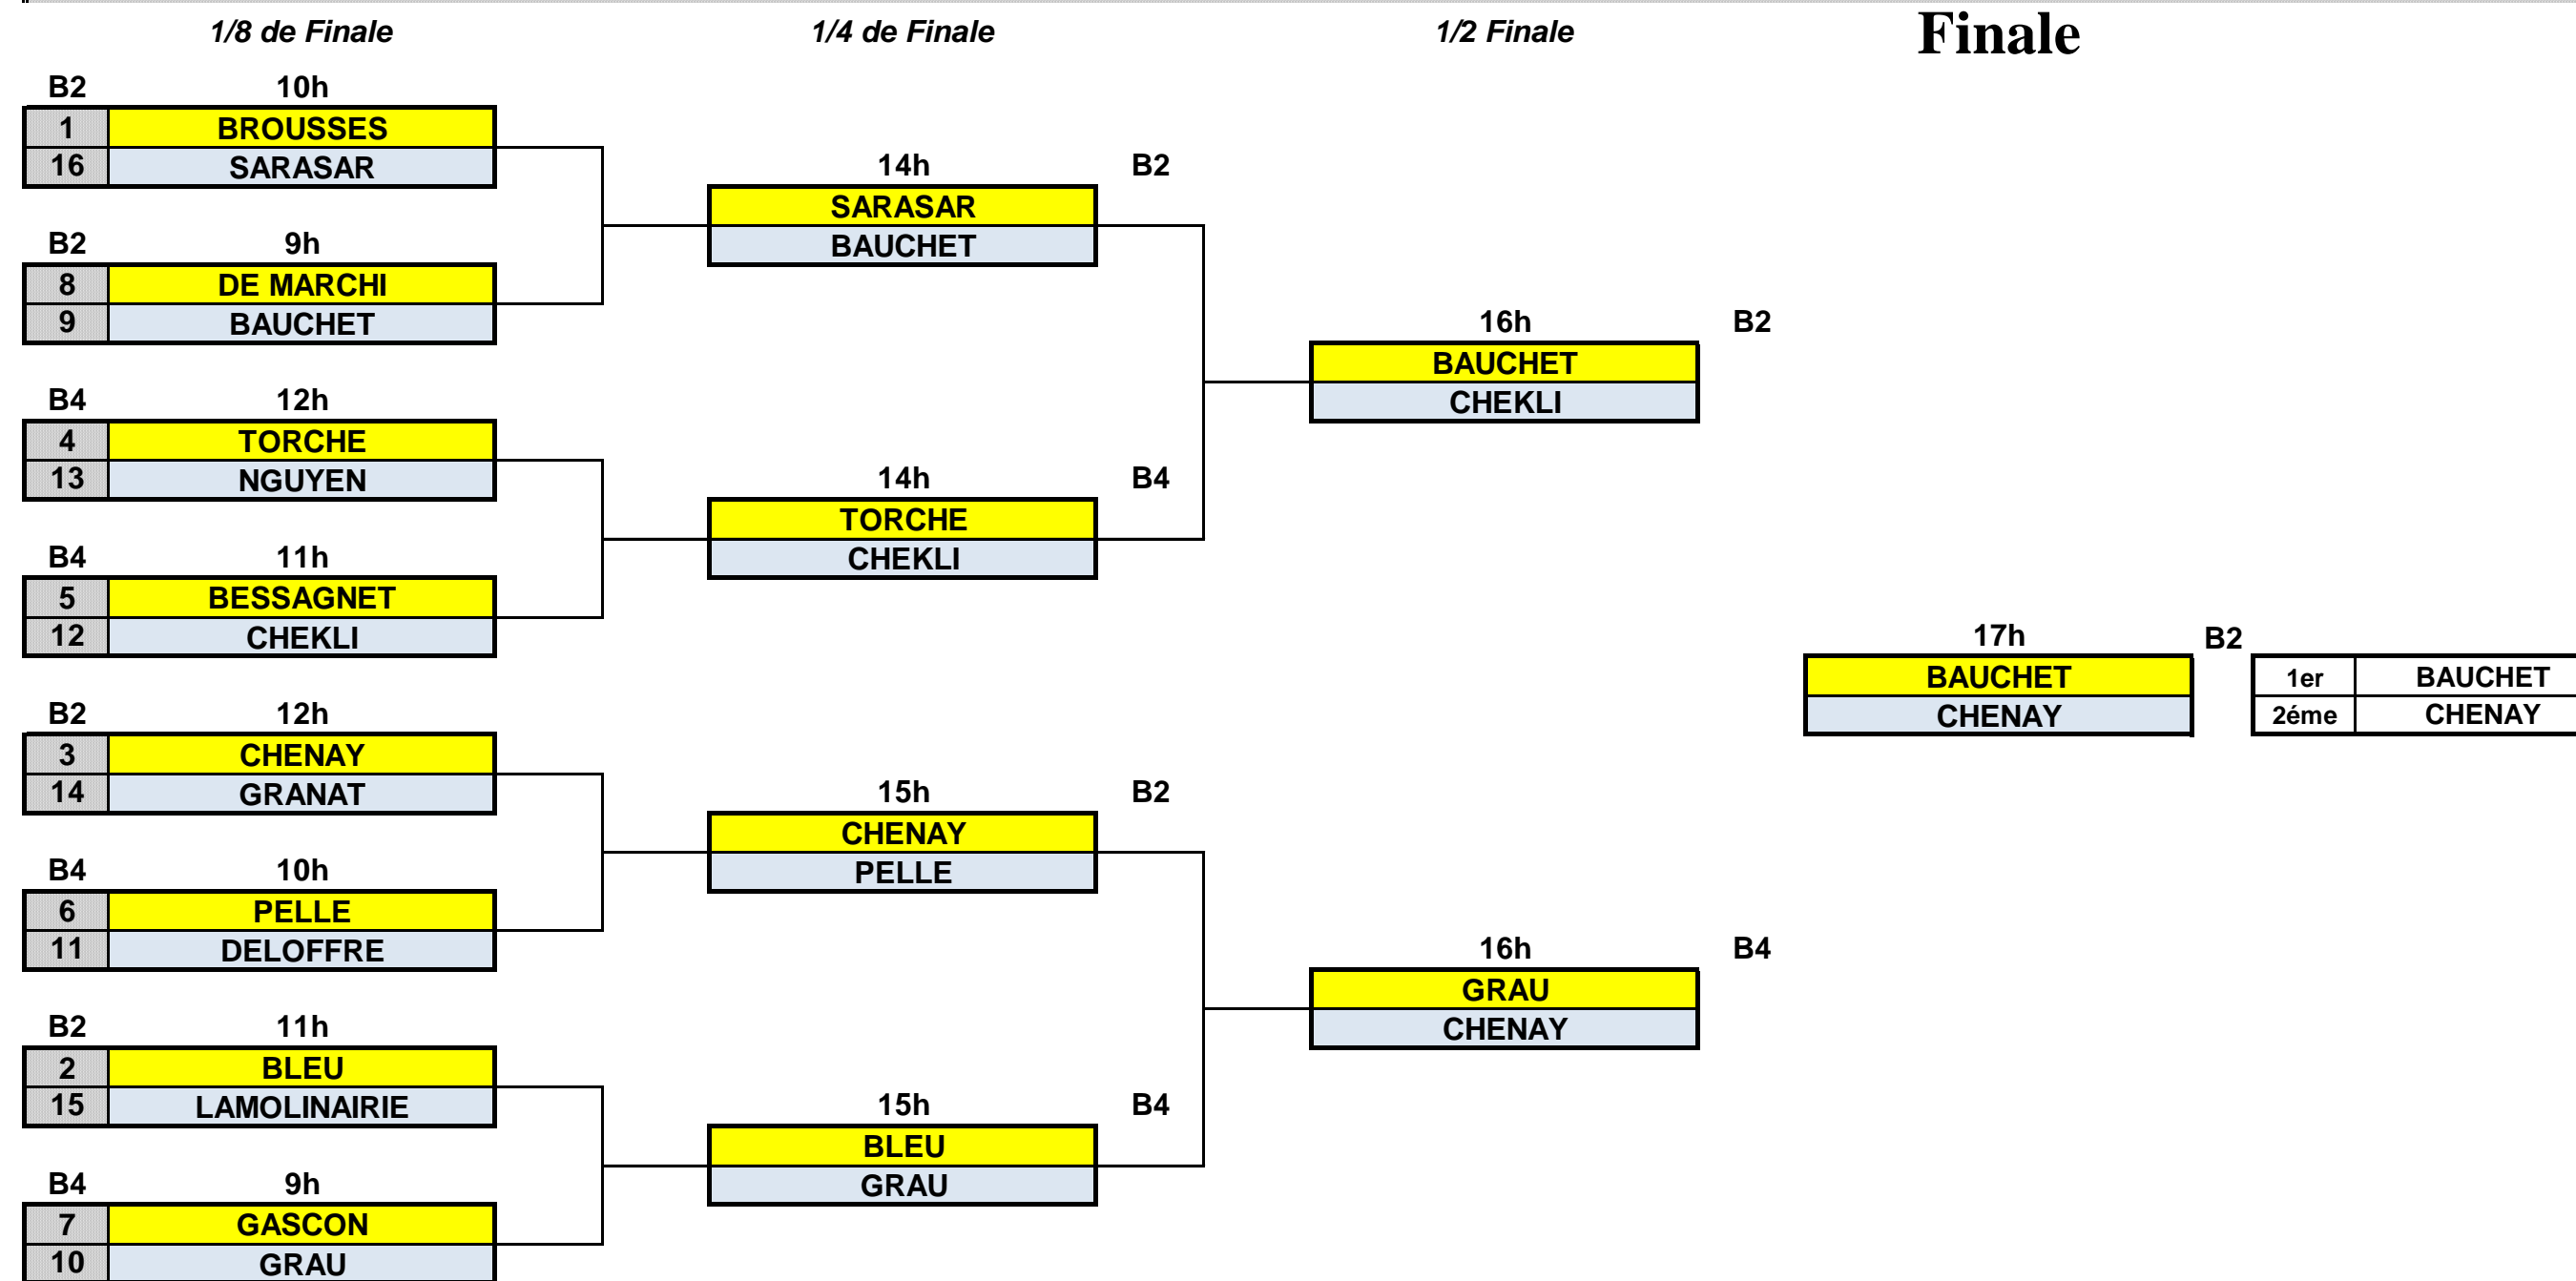 1/8 de Finale 1/4 de Finale 1/2 Finale Finale
B2 10h
1 BROUSSES
16 SARASAR
14h B2
SARASAR
BAUCHET
B2 9h
8 DE MARCHI
9 BAUCHET
16h B2
BAUCHET
CHEKLI
B4 12h
4 TORCHE
13 NGUYEN
14h B4
TORCHE
CHEKLI
B4 11h
5 BESSAGNET
12 CHEKLI
17h B2
BAUCHET 1er BAUCHET
CHENAY 2éme CHENAY
B2 12h
3 CHENAY
14 GRANAT
15h B2
CHENAY
PELLE
B4 10h
6 PELLE
11 DELOFFRE
16h B4
GRAU
CHENAY
B2 11h
2 BLEU
15 LAMOLINAIRIE
15h B4
BLEU
GRAU
B4 9h
7 GASCON
10 GRAU